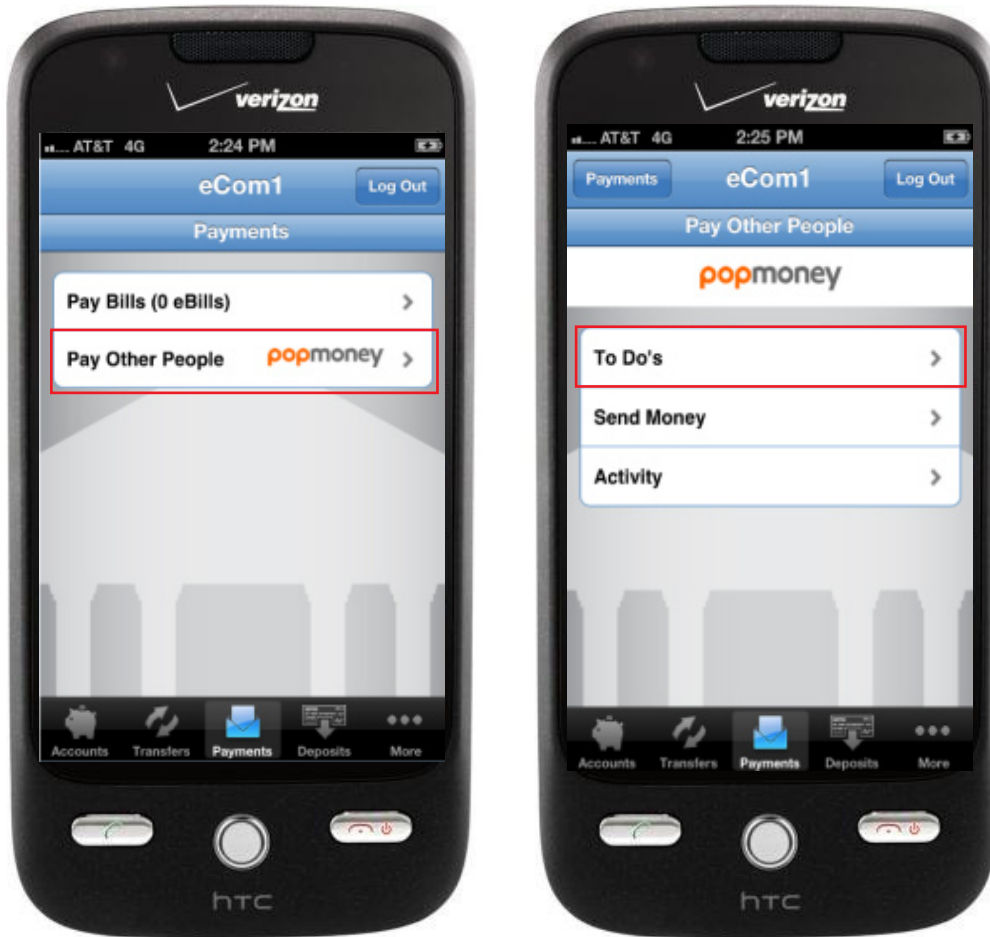 verizon
AT&T 4G 2:24 PM
eCom1 Log Out
Payments
Pay Bills (0 eBills)
Pay Other People popmoney
Accounts Transfers Payments Deposits More
hTC
verizon
AT&T 4G 2:25 PM
Payments eCom1 Log Out
Pay Other People
popmoney
To Do's
Send Money
Activity
Accounts Transfers Payments Deposits More
hTC